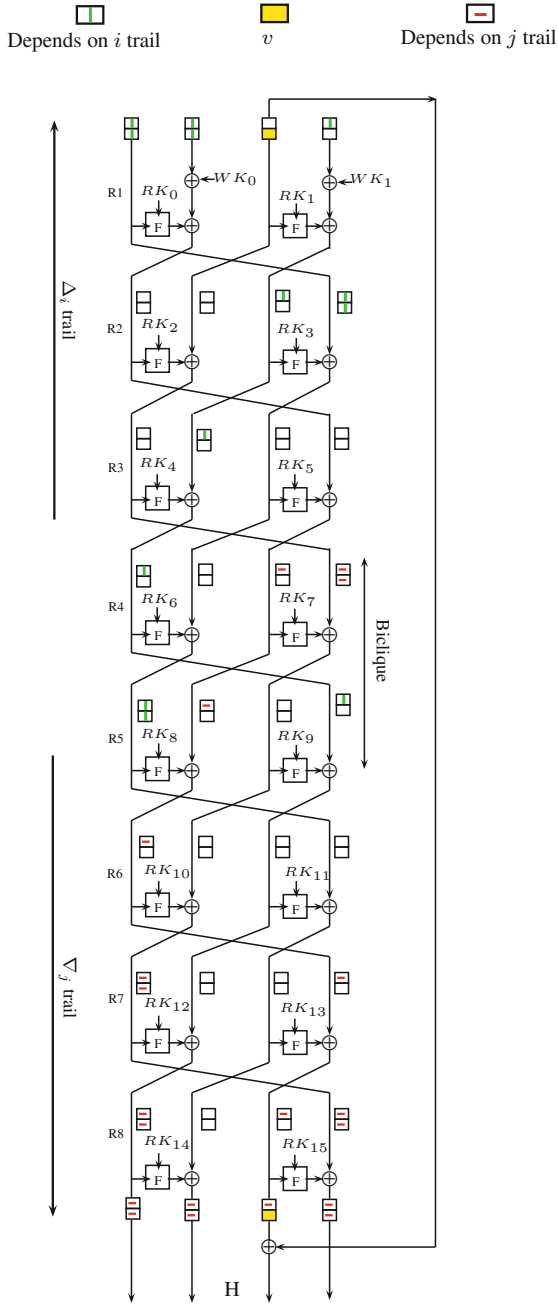 Depends on i trail
v
Depends on j trail
WK₀
WK₁
RK₀
RK₁
R1
F
F
Δᵢ trail
R2
RK₂
RK₃
F
F
R3
RK₄
RK₅
F
F
R4
RK₆
RK₇
F
F
Biclique
R5
RK₈
RK₉
F
F
R6
RK₁₀
RK₁₁
F
F
∇ⱼ trail
R7
RK₁₂
RK₁₃
F
F
R8
RK₁₄
RK₁₅
F
F
H